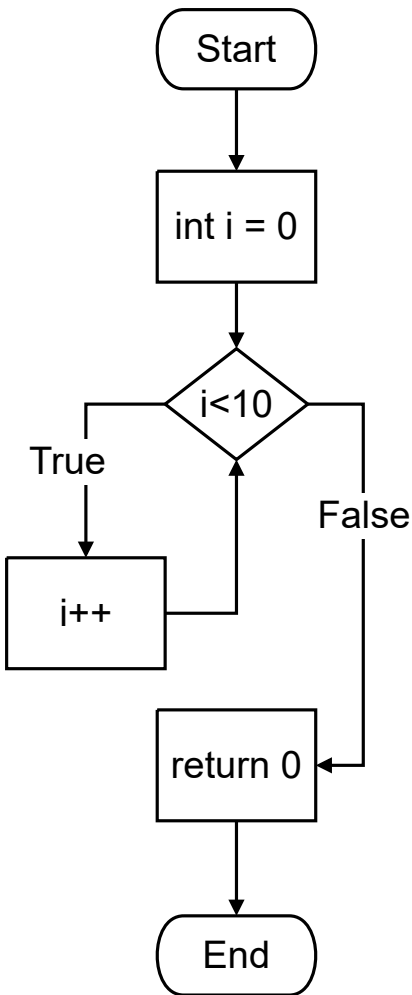 Start
int i = 0
i<10
True
False
i++
return 0
End